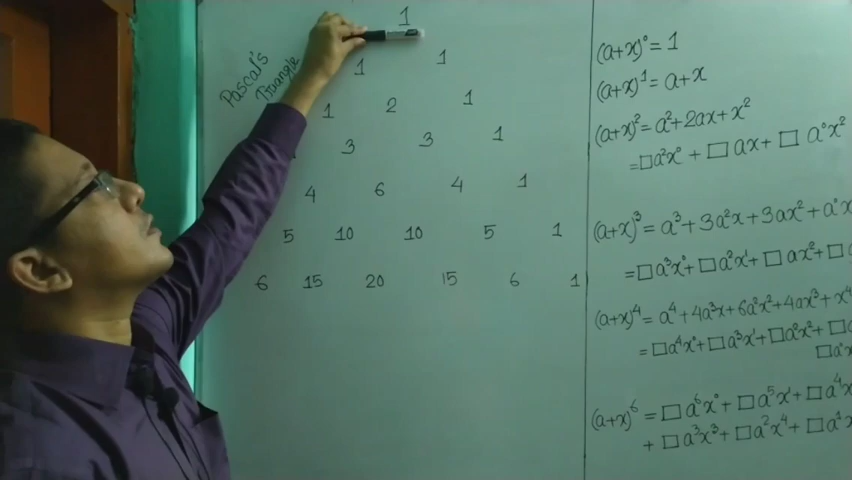 1
Pascal's
Triangle
1 1
1 2 1
3 3 1
4 6 4 1
5 10 10 5 1
6 15 20 15 6 1
(a+x)⁰ = 1
(a+x)¹ = a+x
(a+x)² = a²+2ax+x²
= □a²x⁰ + □ ax + □ a⁰x²
(a+x)³ = a³+3a²x+3ax²+a⁰x
= □a³x⁰+□a²x¹+□ ax²+□
(a+x)⁴ = a⁴+4a³x+6a²x²+4ax³+x⁴
= □a⁴x⁰+□a³x¹+□a²x²+□
□a⁰x
(a+x)⁶ = □a⁶x⁰+□a⁵x¹+□a⁴x
+□a³x³+□a²x⁴+□a¹x